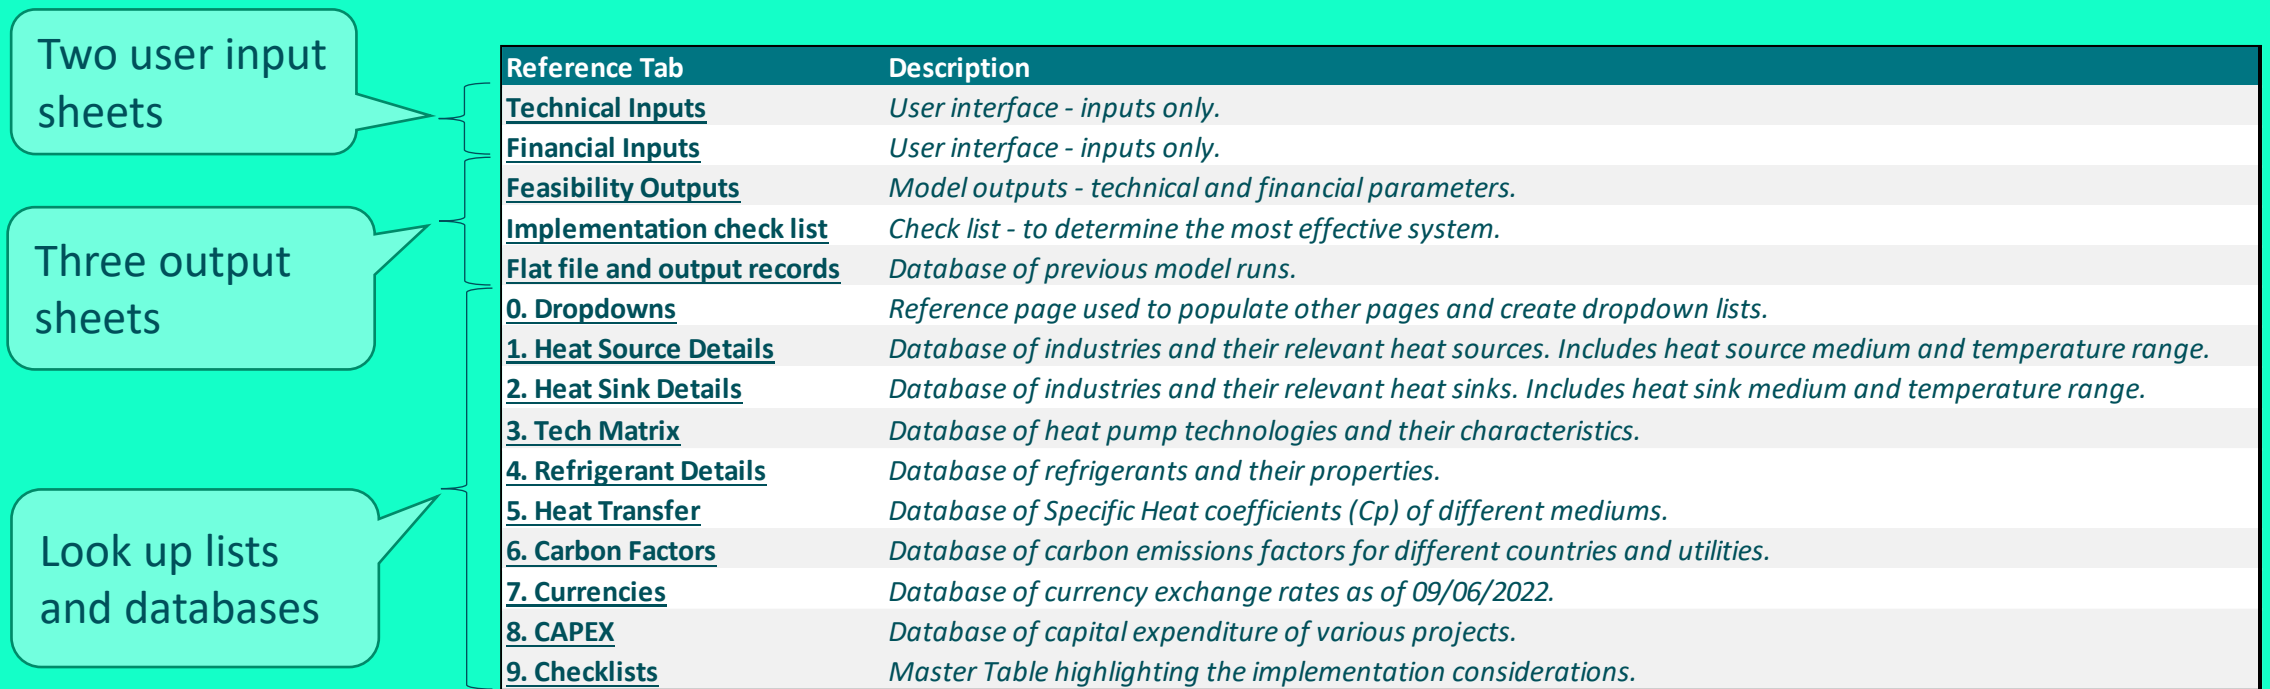 Two user input
sheets
Three output
sheets
Look up lists
and databases
Reference Tab Description
Technical Inputs User interface - inputs only.
Financial Inputs User interface - inputs only.
Feasibility Outputs Model outputs - technical and financial parameters.
Implementation check list Check list - to determine the most effective system.
Flat file and output records Database of previous model runs.
0. Dropdowns Reference page used to populate other pages and create dropdown lists.
1. Heat Source Details Database of industries and their relevant heat sources. Includes heat source medium and temperature range.
2. Heat Sink Details Database of industries and their relevant heat sinks. Includes heat sink medium and temperature range.
3. Tech Matrix Database of heat pump technologies and their characteristics.
4. Refrigerant Details Database of refrigerants and their properties.
5. Heat Transfer Database of Specific Heat coefficients (Cp) of different mediums.
6. Carbon Factors Database of carbon emissions factors for different countries and utilities.
7. Currencies Database of currency exchange rates as of 09/06/2022.
8. CAPEX Database of capital expenditure of various projects.
9. Checklists Master Table highlighting the implementation considerations.